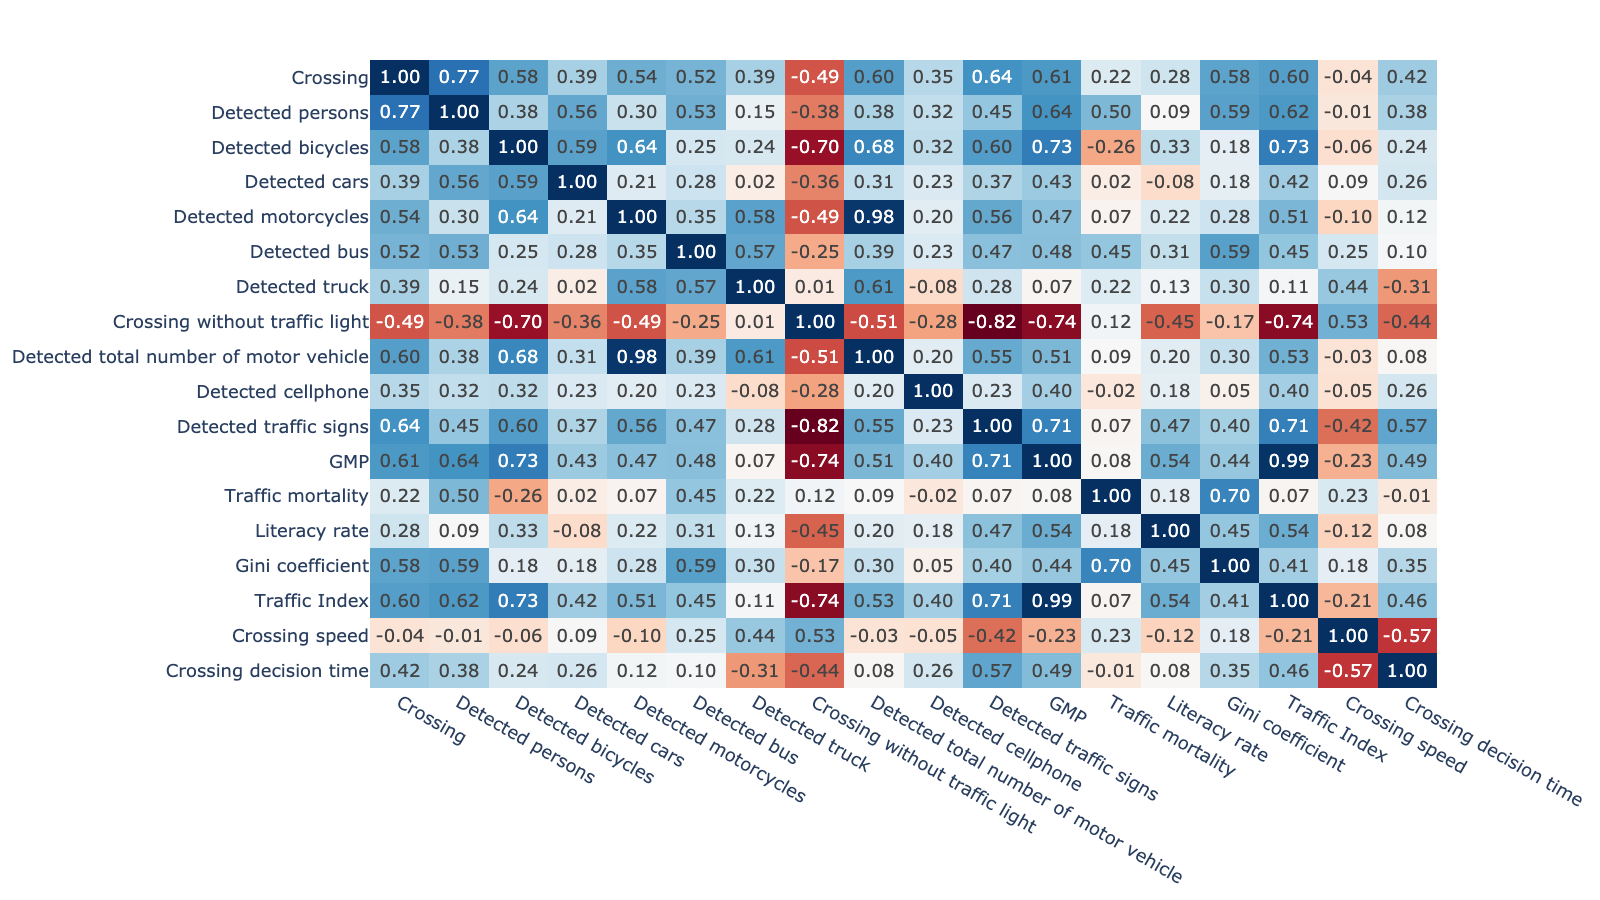 Crossing 1.00 0.77 0.58 0.39 0.54 0.52 0.39 -0.49 0.60 0.35 0.64 0.61 0.22 0.28 0.58 0.60 -0.04 0.42
Detected persons 0.77 1.00 0.38 0.56 0.30 0.53 0.15 -0.38 0.38 0.32 0.45 0.64 0.50 0.09 0.59 0.62 -0.01 0.38
Detected bicycles 0.58 0.38 1.00 0.59 0.64 0.25 0.24 -0.70 0.68 0.32 0.60 0.73 -0.26 0.33 0.18 0.73 -0.06 0.24
Detected cars 0.39 0.56 0.59 1.00 0.21 0.28 0.02 -0.36 0.31 0.23 0.37 0.43 0.02 -0.08 0.18 0.42 0.09 0.26
Detected motorcycles 0.54 0.30 0.64 0.21 1.00 0.35 0.58 -0.49 0.98 0.20 0.56 0.47 0.07 0.22 0.28 0.51 -0.10 0.12
Detected bus 0.52 0.53 0.25 0.28 0.35 1.00 0.57 -0.25 0.39 0.23 0.47 0.48 0.45 0.31 0.59 0.45 0.25 0.10
Detected truck 0.39 0.15 0.24 0.02 0.58 0.57 1.00 0.01 0.61 -0.08 0.28 0.07 0.22 0.13 0.30 0.11 0.44 -0.31
Crossing without traffic light -0.49 -0.38 -0.70 -0.36 -0.49 -0.25 0.01 1.00 -0.51 -0.28 -0.82 -0.74 0.12 -0.45 -0.17 -0.74 0.53 -0.44
Detected total number of motor vehicle 0.60 0.38 0.68 0.31 0.98 0.39 0.61 -0.51 1.00 0.20 0.55 0.51 0.09 0.20 0.30 0.53 -0.03 0.08
Detected cellphone 0.35 0.32 0.32 0.23 0.20 0.23 -0.08 -0.28 0.20 1.00 0.23 0.40 -0.02 0.18 0.05 0.40 -0.05 0.26
Detected traffic signs 0.64 0.45 0.60 0.37 0.56 0.47 0.28 -0.82 0.55 0.23 1.00 0.71 0.07 0.47 0.40 0.71 -0.42 0.57
GMP 0.61 0.64 0.73 0.43 0.47 0.48 0.07 -0.74 0.51 0.40 0.71 1.00 0.08 0.54 0.44 0.99 -0.23 0.49
Traffic mortality 0.22 0.50 -0.26 0.02 0.07 0.45 0.22 0.12 0.09 -0.02 0.07 0.08 1.00 0.18 0.70 0.07 0.23 -0.01
Literacy rate 0.28 0.09 0.33 -0.08 0.22 0.31 0.13 -0.45 0.20 0.18 0.47 0.54 0.18 1.00 0.45 0.54 -0.12 0.08
Gini coefficient 0.58 0.59 0.18 0.18 0.28 0.59 0.30 -0.17 0.30 0.05 0.40 0.44 0.70 0.45 1.00 0.41 0.18 0.35
Traffic Index 0.60 0.62 0.73 0.42 0.51 0.45 0.11 -0.74 0.53 0.40 0.71 0.99 0.07 0.54 0.41 1.00 -0.21 0.46
Crossing speed -0.04 -0.01 -0.06 0.09 -0.10 0.25 0.44 0.53 -0.03 -0.05 -0.42 -0.23 0.23 -0.12 0.18 -0.21 1.00 -0.57
Crossing decision time 0.42 0.38 0.24 0.26 0.12 0.10 -0.31 -0.44 0.08 0.26 0.57 0.49 -0.01 0.08 0.35 0.46 -0.57 1.00
Crossing
Detected persons
Detected bicycles
Detected cars
Detected motorcycles
Detected bus
Detected truck
Crossing without traffic light
Detected total number of motor vehicle
Detected cellphone
Detected traffic signs
GMP
Traffic mortality
Literacy rate
Gini coefficient
Traffic Index
Crossing speed
Crossing decision time